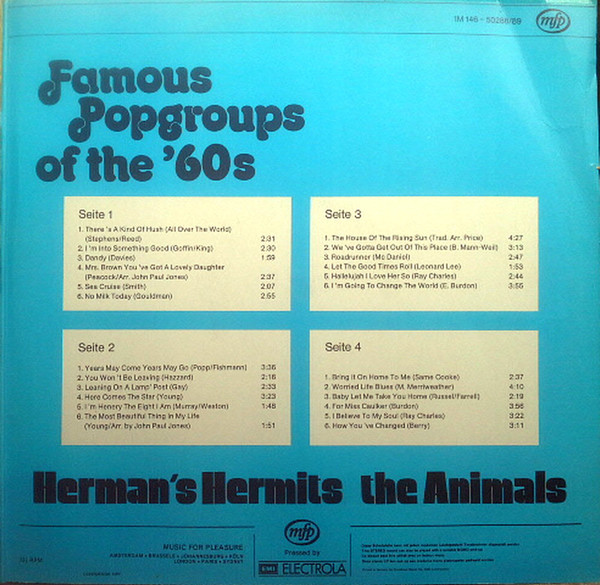 1M 146-50288/89
mfp
Famous
Popgroups
of the '60s
Seite 1
1. There 's A Kind Of Hush (All Over The World)
(Stephens/Reed) 2:31
2. I 'm Into Something Good (Goffin/King) 2:30
3. Dandy (Davies) 1:59
4. Mrs. Brown You 've Got A Lovely Daughter
(Peacock/Arr. John Paul Jones) 2:37
5. Sea Cruise (Smith) 2:07
6. No Milk Today (Gouldman) 2:55
Seite 2
1. Years May Come Years May Go (Popp/Fishmann) 3:36
2. You Won 't Be Leaving (Hazzard) 2:16
3. Leaning On A Lamp' Post (Gay) 2:33
4. Here Comes The Star (Young) 3:23
5. I 'm Henery The Eight I Am (Murray/Weston) 1:48
6. The Most Beautiful Thing In My Life
(Young/Arr. by John Paul Jones) 1:51
Seite 3
1. The House Of The Rising Sun (Trad. Arr. Price) 4:27
2. We 've Gotta Get Out Of This Place (B. Mann-Weil) 3:13
3. Roadrunner (Mc Daniel) 2:47
4. Let The Good Times Roll (Leonard Lee) 1:53
5. Hallelujah I Love Her So (Ray Charles) 2:44
6. I 'm Going To Change The World (E. Burdon) 3:55
Seite 4
1. Bring It On Home To Me (Same Cooke) 2:37
2. Worried Life Blues (M. Merriweather) 4:10
3. Baby Let Me Take You Home (Russel/Farrell) 2:19
4. For Miss Caulker (Burdon) 3:56
5. I Believe To My Soul (Ray Charles) 3:22
6. How You 've Changed (Berry) 3:11
Herman's Hermits the Animals
MUSIC FOR PLEASURE
AMSTERDAM • BRUSSELS • JOHANNESBURG • KÖLN
LONDON • PARIS • SYDNEY
mfp
Pressed by
EMI ELECTROLA